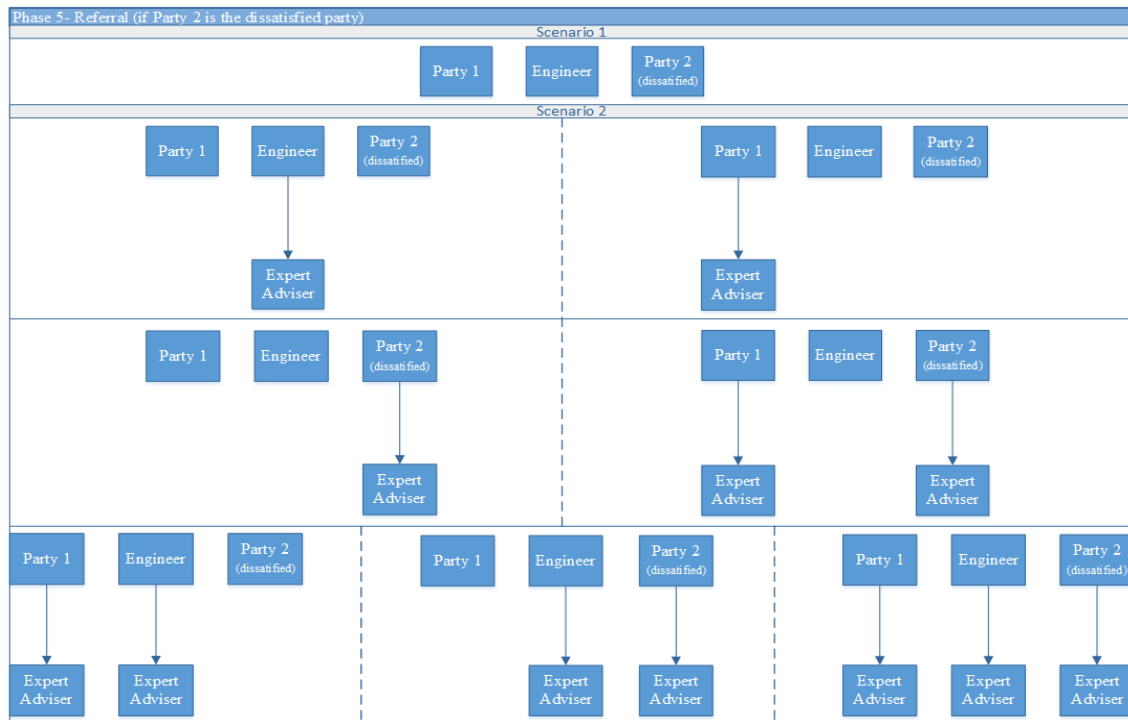 Phase 5- Referral (if Party 2 is the dissatisfied party)
Scenario 1
Party 1
Engineer
Party 2
(dissatified)
Scenario 2
Party 1
Engineer
Party 2
(dissatified)
Expert
Adviser
Party 1
Engineer
Party 2
(dissatified)
Expert
Adviser
Party 1
Engineer
Party 2
(dissatified)
Expert
Adviser
Party 1
Engineer
Party 2
(dissatified)
Expert
Adviser
Expert
Adviser
Party 1
Engineer
Party 2
(dissatified)
Expert
Adviser
Expert
Adviser
Party 1
Engineer
Party 2
(dissatified)
Expert
Adviser
Expert
Adviser
Party 1
Engineer
Party 2
(dissatified)
Expert
Adviser
Expert
Adviser
Expert
Adviser